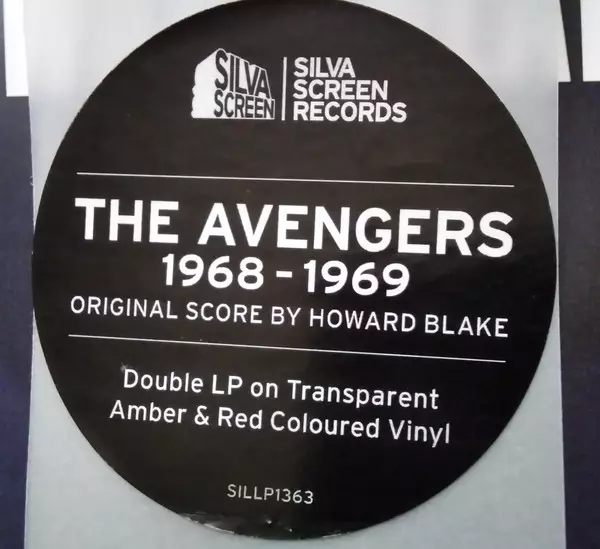 SILVA
SCREEN
SILVA
SCREEN
RECORDS
THE AVENGERS
1968 - 1969
ORIGINAL SCORE BY HOWARD BLAKE
Double LP on Transparent
Amber & Red Coloured Vinyl
SILLP1363